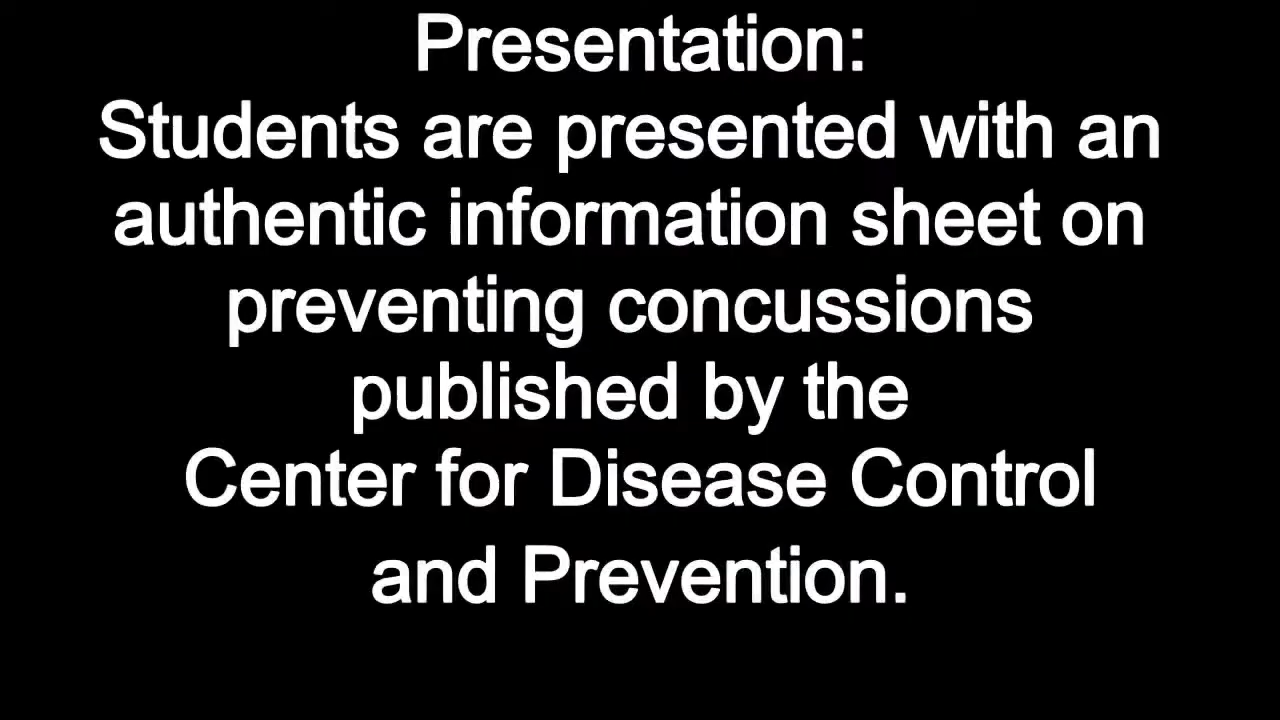 Presentation:
Students are presented with an
authentic information sheet on
preventing concussions
published by the
Center for Disease Control
and Prevention.